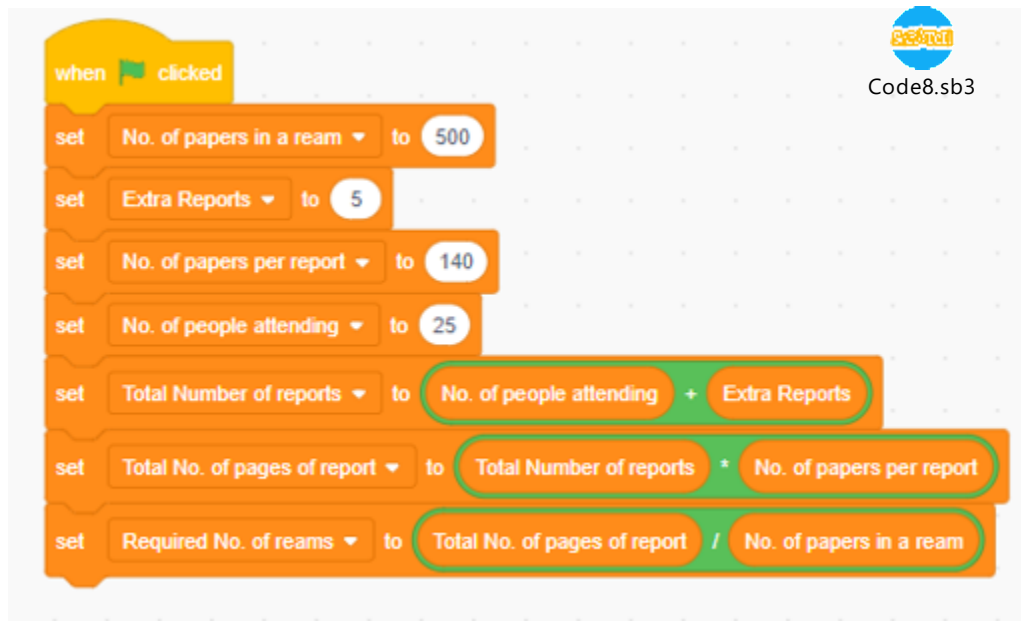 when clicked
SCRATCH
Code8.sb3
set No. of papers in a ream to 500
set Extra Reports to 5
set No. of papers per report to 140
set No. of people attending to 25
set Total Number of reports to No. of people attending + Extra Reports
set Total No. of pages of report to Total Number of reports * No. of papers per report
set Required No. of reams to Total No. of pages of report / No. of papers in a ream